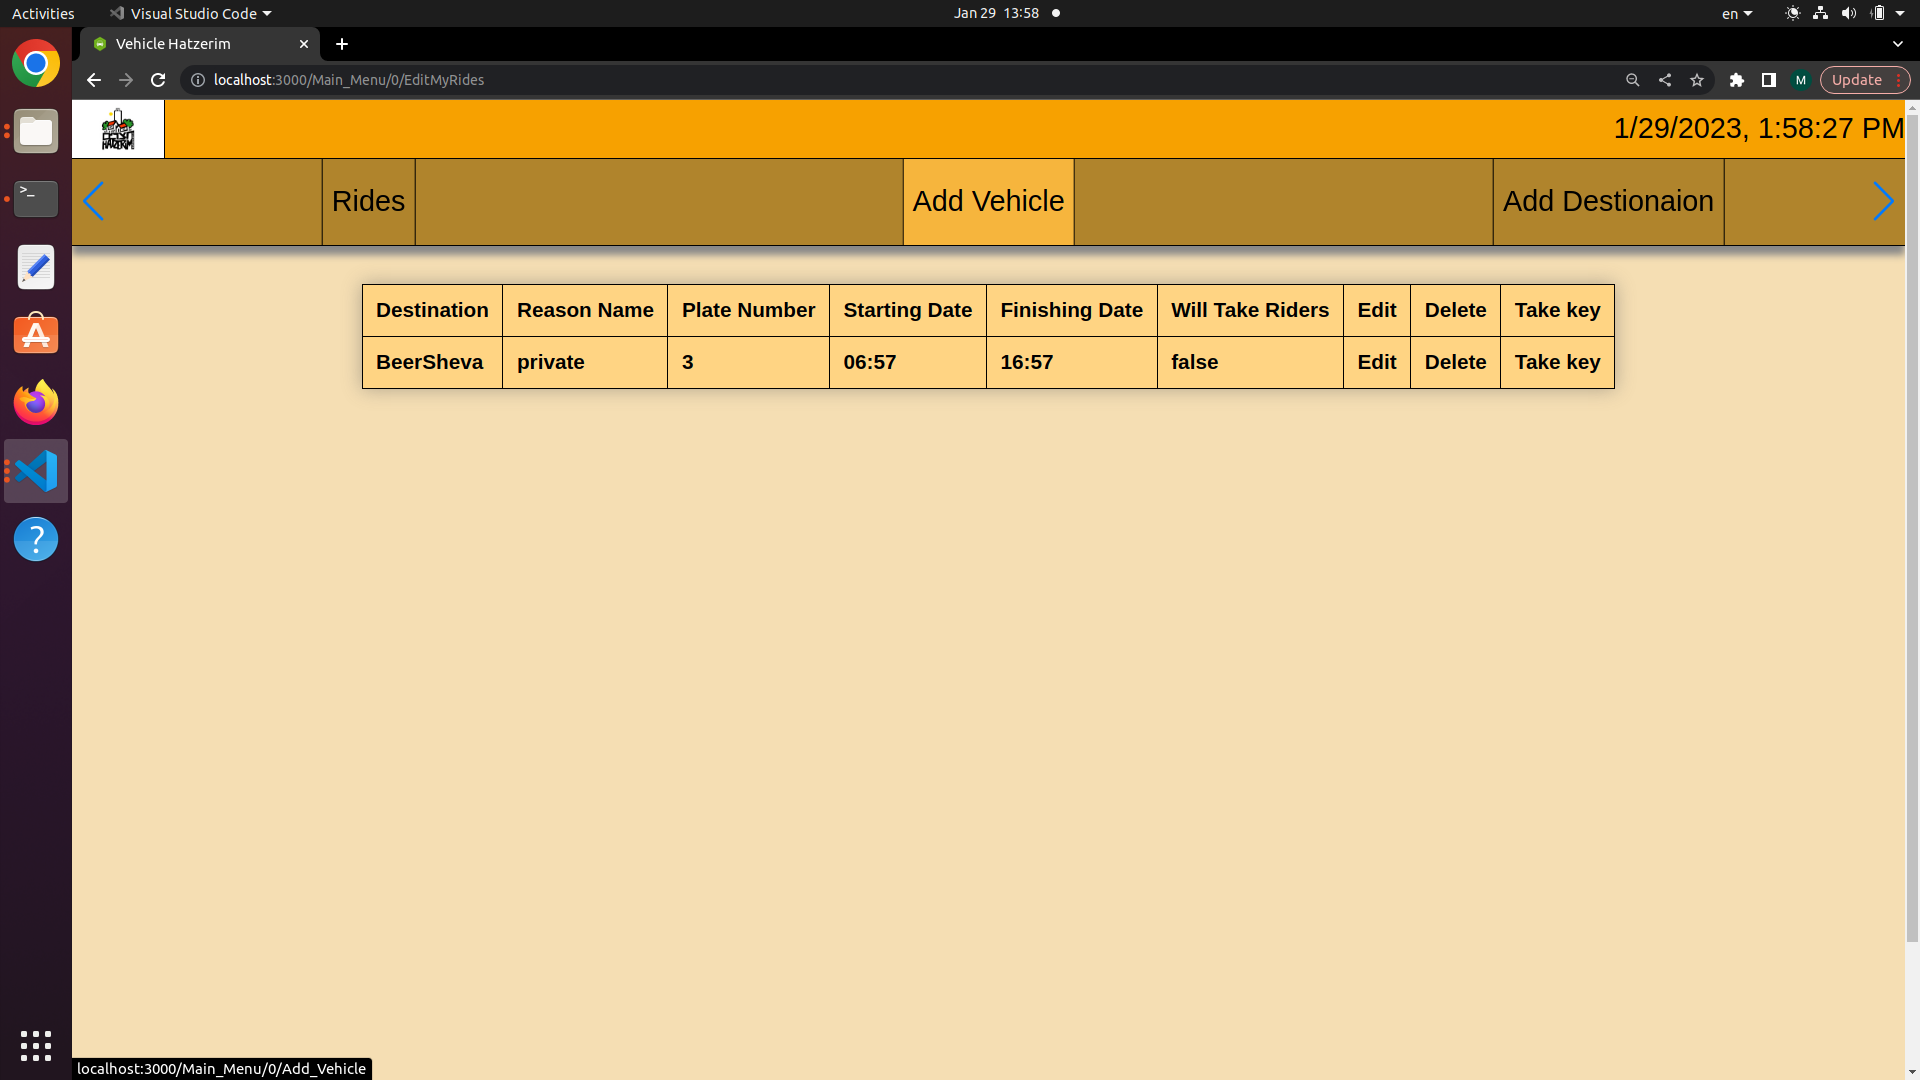 Activities Visual Studio Code Jan 29 13:58 en
Vehicle Hatzerim
localhost:3000/Main_Menu/0/EditMyRides M Update
HATZERIM 1/29/2023, 1:58:27 PM
Rides Add Vehicle Add Destionaion
Destination Reason Name Plate Number Starting Date Finishing Date Will Take Riders Edit Delete Take key
BeerSheva private 3 06:57 16:57 false Edit Delete Take key
localhost:3000/Main_Menu/0/Add_Vehicle